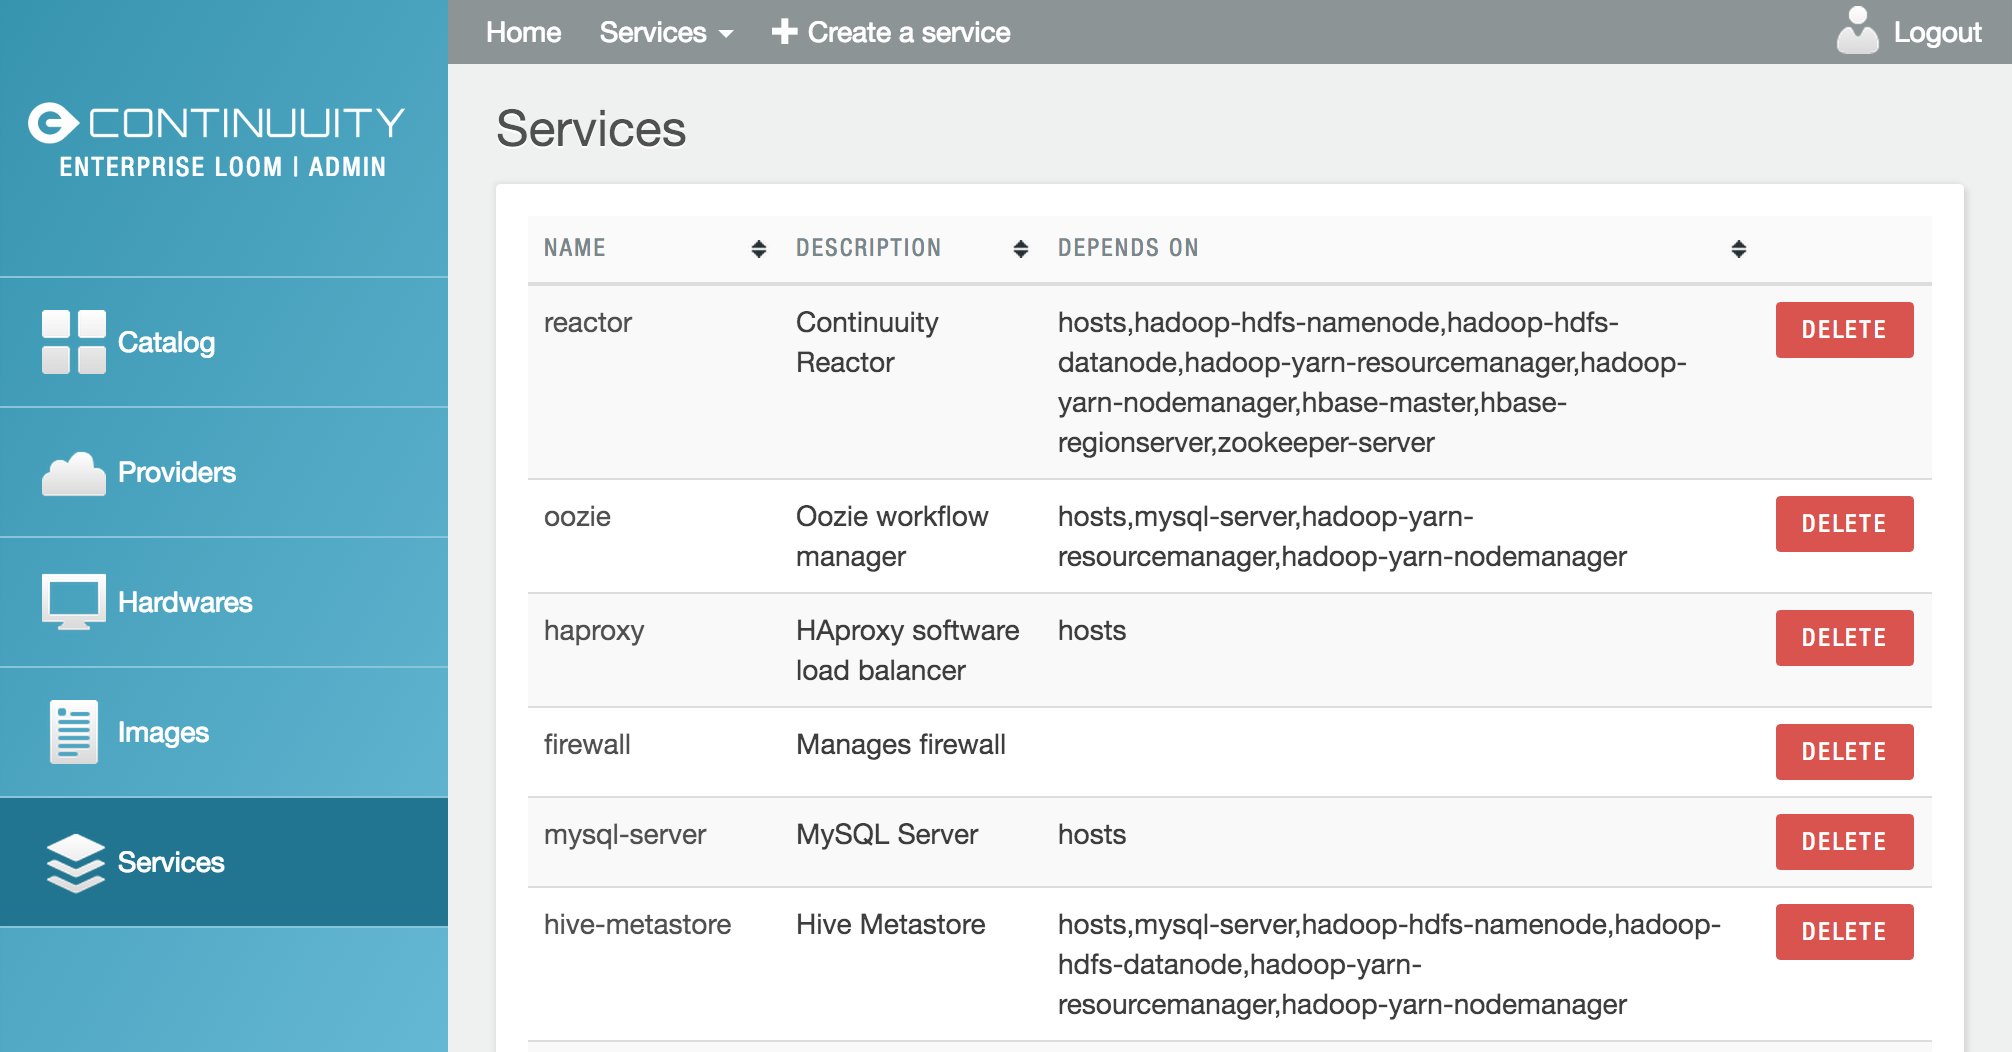 Home Services Create a service Logout
CONTINUUITY
ENTERPRISE LOOM | ADMIN
Catalog
Providers
Hardwares
Images
Services
Services
NAME DESCRIPTION DEPENDS ON
reactor Continuuity hosts,hadoop-hdfs-namenode,hadoop-hdfs- DELETE
Reactor datanode,hadoop-yarn-resourcemanager,hadoop-
yarn-nodemanager,hbase-master,hbase-
regionserver,zookeeper-server
oozie Oozie workflow hosts,mysql-server,hadoop-yarn- DELETE
manager resourcemanager,hadoop-yarn-nodemanager
haproxy HAproxy software hosts DELETE
load balancer
firewall Manages firewall DELETE
mysql-server MySQL Server hosts DELETE
hive-metastore Hive Metastore hosts,mysql-server,hadoop-hdfs-namenode,hadoop- DELETE
hdfs-datanode,hadoop-yarn-
resourcemanager,hadoop-yarn-nodemanager